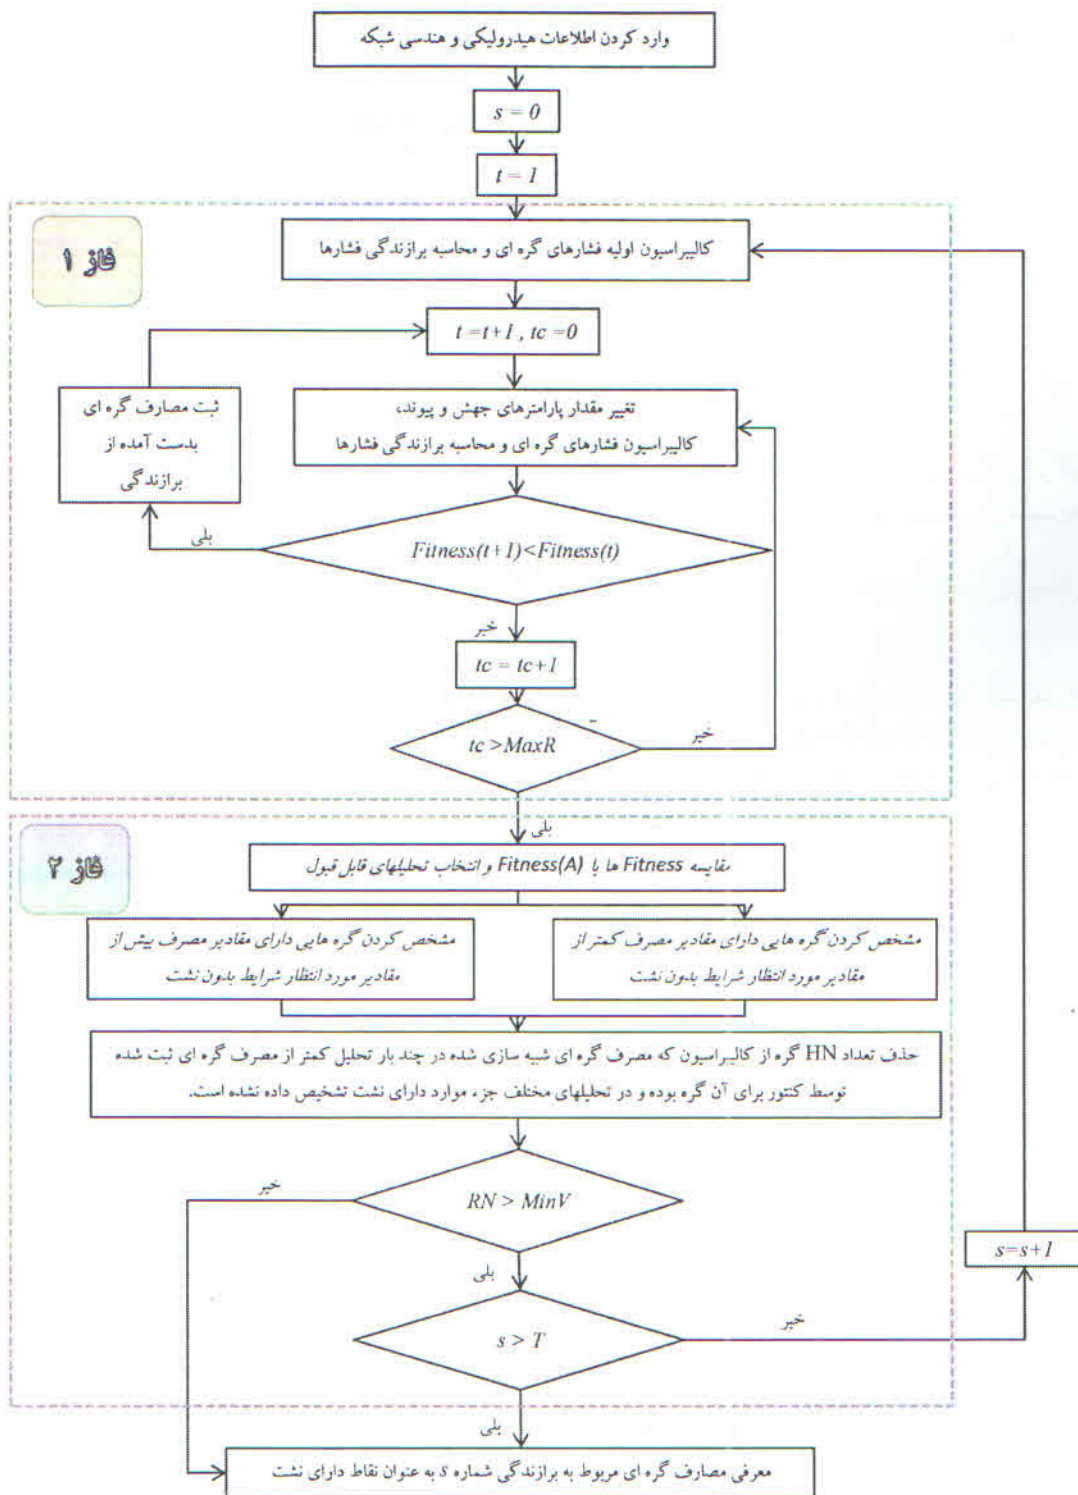 وارد کردن اطلاعات هیدرولیکی و هندسی شبکه
s = 0
t = 1
فاز ۱
کالیبراسیون اولیه فشارهای گره ای و محاسبه برازندگی فشارها
t =t+1 , tc =0
ثبت مصارف گره ای
بدست آمده از
برازندگی
تغییر مقدار پارامترهای جهش و پیوند،
کالیبراسیون فشارهای گره ای و محاسبه برازندگی فشارها
بلی
Fitness(t+1)<Fitness(t)
خیر
tc = tc+1
tc >MaxR
خیر
بلی
فاز ۲
مقایسه Fitness ها با Fitness(A) و انتخاب تحلیلهای قابل قبول
مشخص کردن گره هایی دارای مقادیر مصرف کمتر از
مقادیر مورد انتظار شرایط بدون نشت
مشخص کردن گره هایی دارای مقادیر مصرف بیش از
مقادیر مورد انتظار شرایط بدون نشت
حذف تعداد HN گره از کالیبراسیون که مصرف گره ای شبیه سازی شده در چند بار تحلیل کمتر از مصرف گره ای ثبت شده
توسط کنتور برای آن گره بوده و در تحلیلهای مختلف جزء موارد دارای نشت تشخیص داده نشده است.
خیر
RN > MinV
بلی
s=s+1
s > T
خیر
بلی
معرفی مصارف گره ای مربوط به برازندگی شماره s به عنوان نقاط دارای نشت